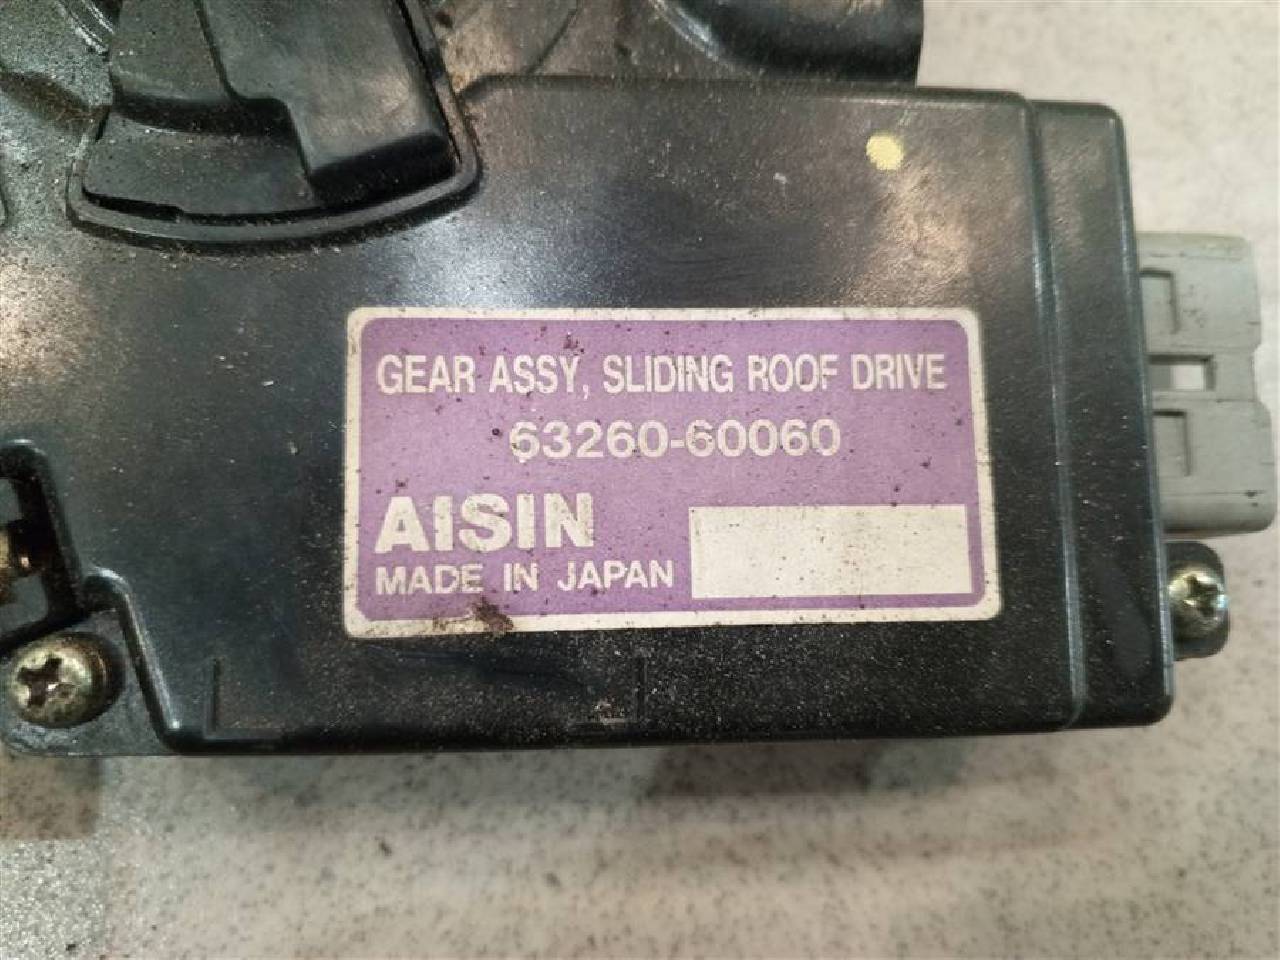 GEAR ASSY, SLIDING ROOF DRIVE
63260-60060
AISIN
MADE IN JAPAN